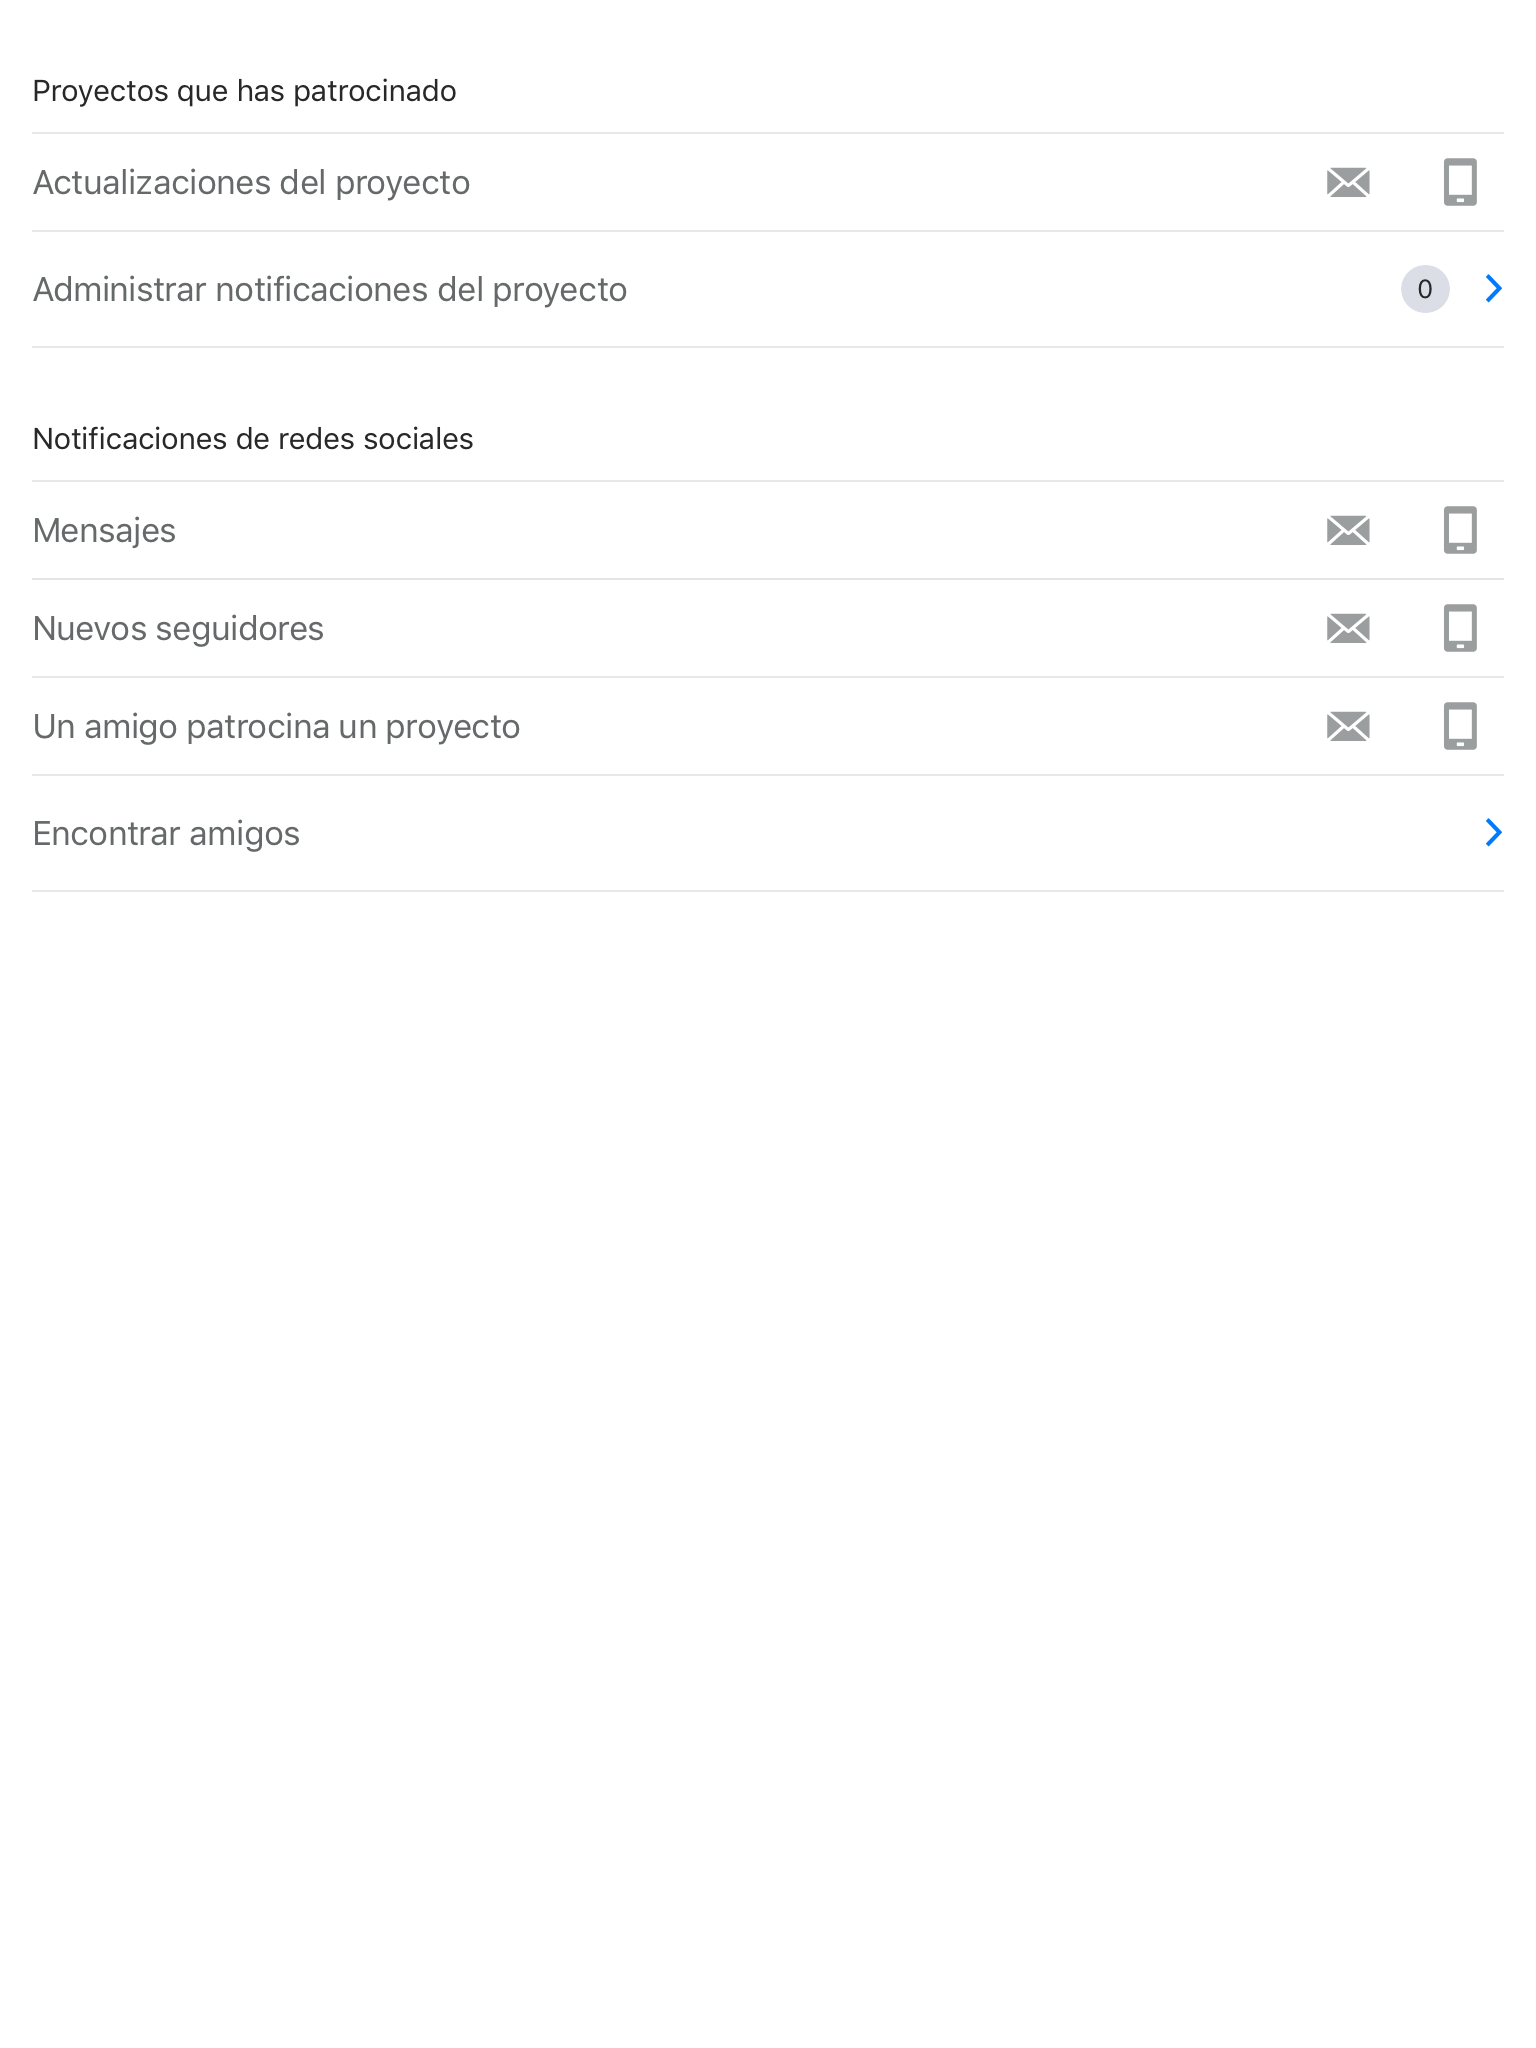 Proyectos que has patrocinado
Actualizaciones del proyecto
Administrar notificaciones del proyecto 0
Notificaciones de redes sociales
Mensajes
Nuevos seguidores
Un amigo patrocina un proyecto
Encontrar amigos